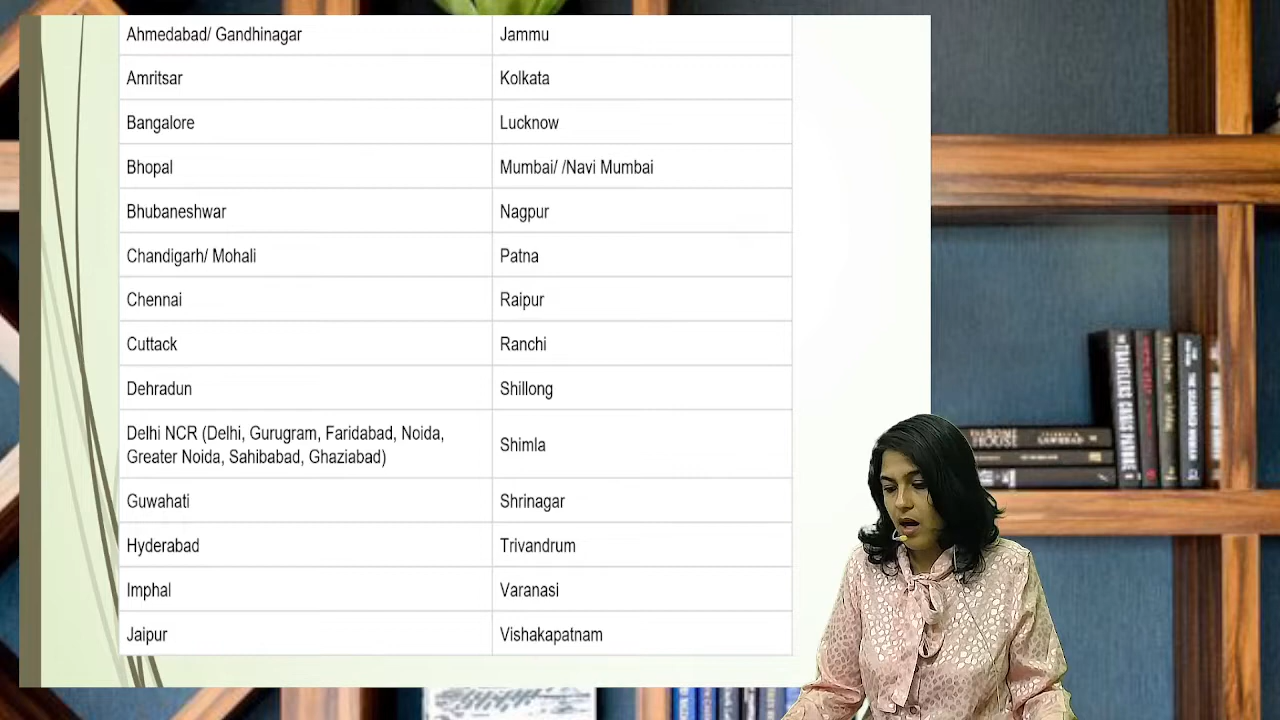 Ahmedabad/ Gandhinagar
Jammu
Amritsar
Kolkata
Bangalore
Lucknow
Bhopal
Mumbai/ /Navi Mumbai
Bhubaneshwar
Nagpur
Chandigarh/ Mohali
Patna
Chennai
Raipur
Cuttack
Ranchi
Dehradun
Shillong
Delhi NCR (Delhi, Gurugram, Faridabad, Noida,
Greater Noida, Sahibabad, Ghaziabad)
Shimla
Guwahati
Shrinagar
Hyderabad
Trivandrum
Imphal
Varanasi
Jaipur
Vishakapatnam
HOUSE